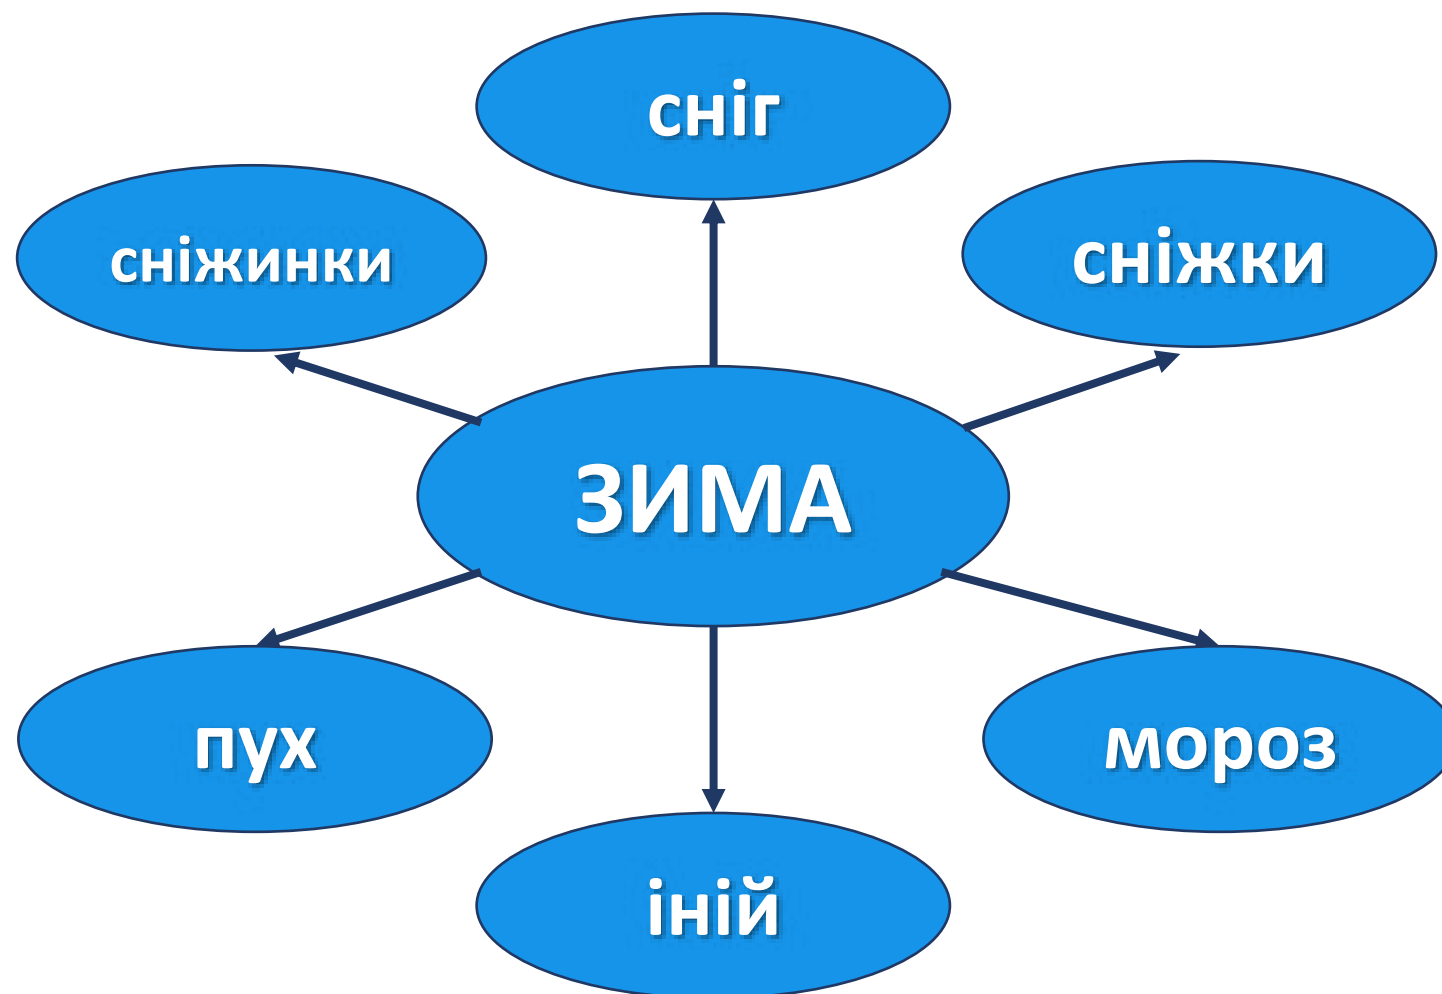 сніг
сніжинки
сніжки
ЗИМА
пух
мороз
іній